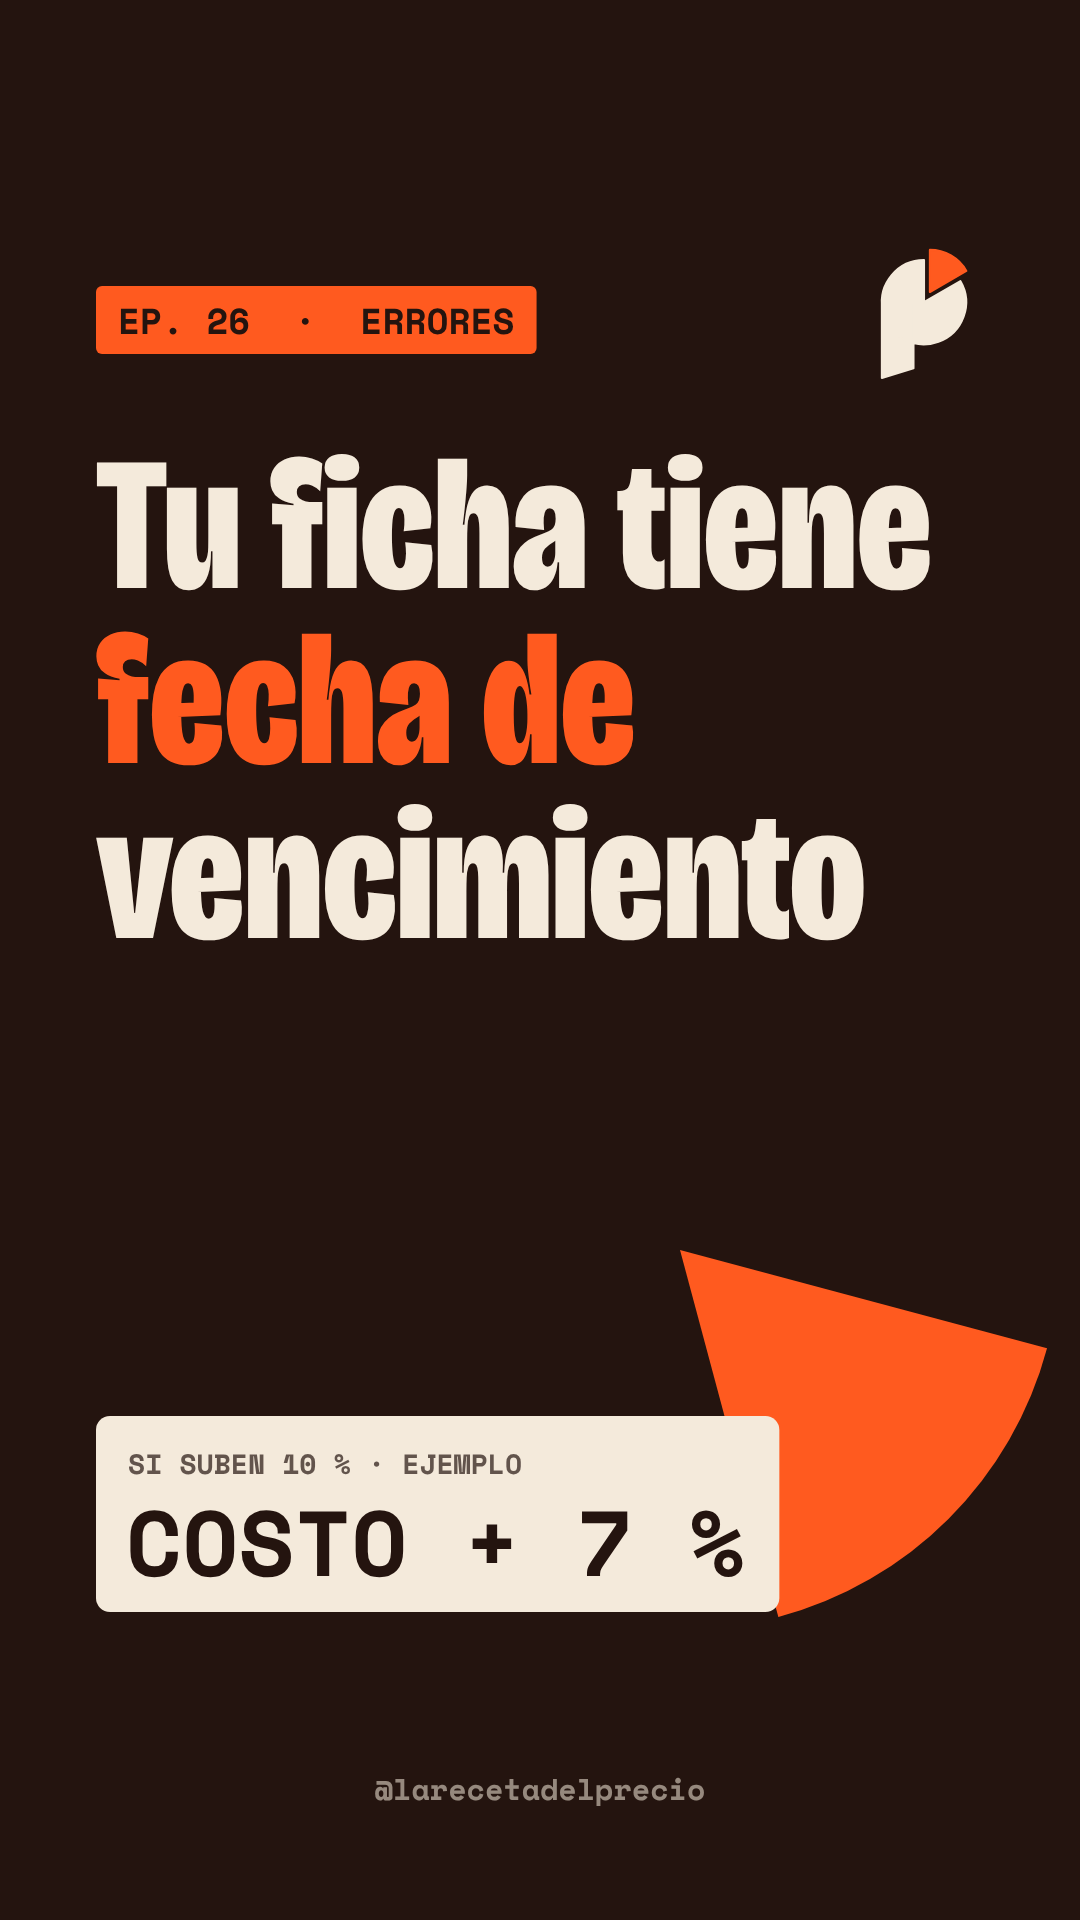 EP. 26 · ERRORES
Tu ficha tiene
fecha de
vencimiento
SI SUBEN 10 % · EJEMPLO
COSTO + 7 %
@larecetadelprecio